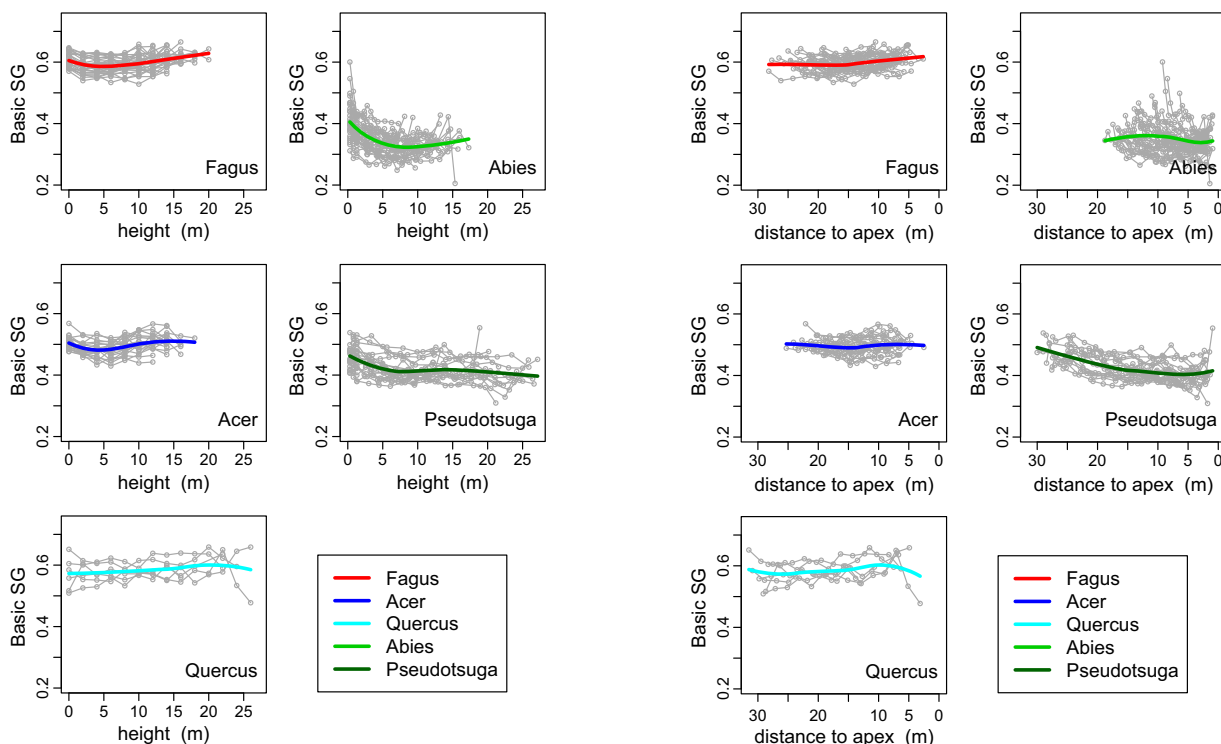 Basic SG
0.2 0.4 0.6
Fagus
0 5 10 15 20 25
height (m)
Basic SG
0.2 0.4 0.6
Abies
0 5 10 15 20 25
height (m)
Basic SG
0.2 0.4 0.6
Fagus
30 20 10 5 0
distance to apex (m)
Basic SG
0.2 0.4 0.6
Abies
30 20 10 5 0
distance to apex (m)
Basic SG
0.2 0.4 0.6
Acer
0 5 10 15 20 25
height (m)
Basic SG
0.2 0.4 0.6
Pseudotsuga
0 5 10 15 20 25
height (m)
Basic SG
0.2 0.4 0.6
Acer
30 20 10 5 0
distance to apex (m)
Basic SG
0.2 0.4 0.6
Pseudotsuga
30 20 10 5 0
distance to apex (m)
Basic SG
0.2 0.4 0.6
Quercus
0 5 10 15 20 25
height (m)
Fagus
Acer
Quercus
Abies
Pseudotsuga
Basic SG
0.2 0.4 0.6
Quercus
30 20 10 5 0
distance to apex (m)
Fagus
Acer
Quercus
Abies
Pseudotsuga